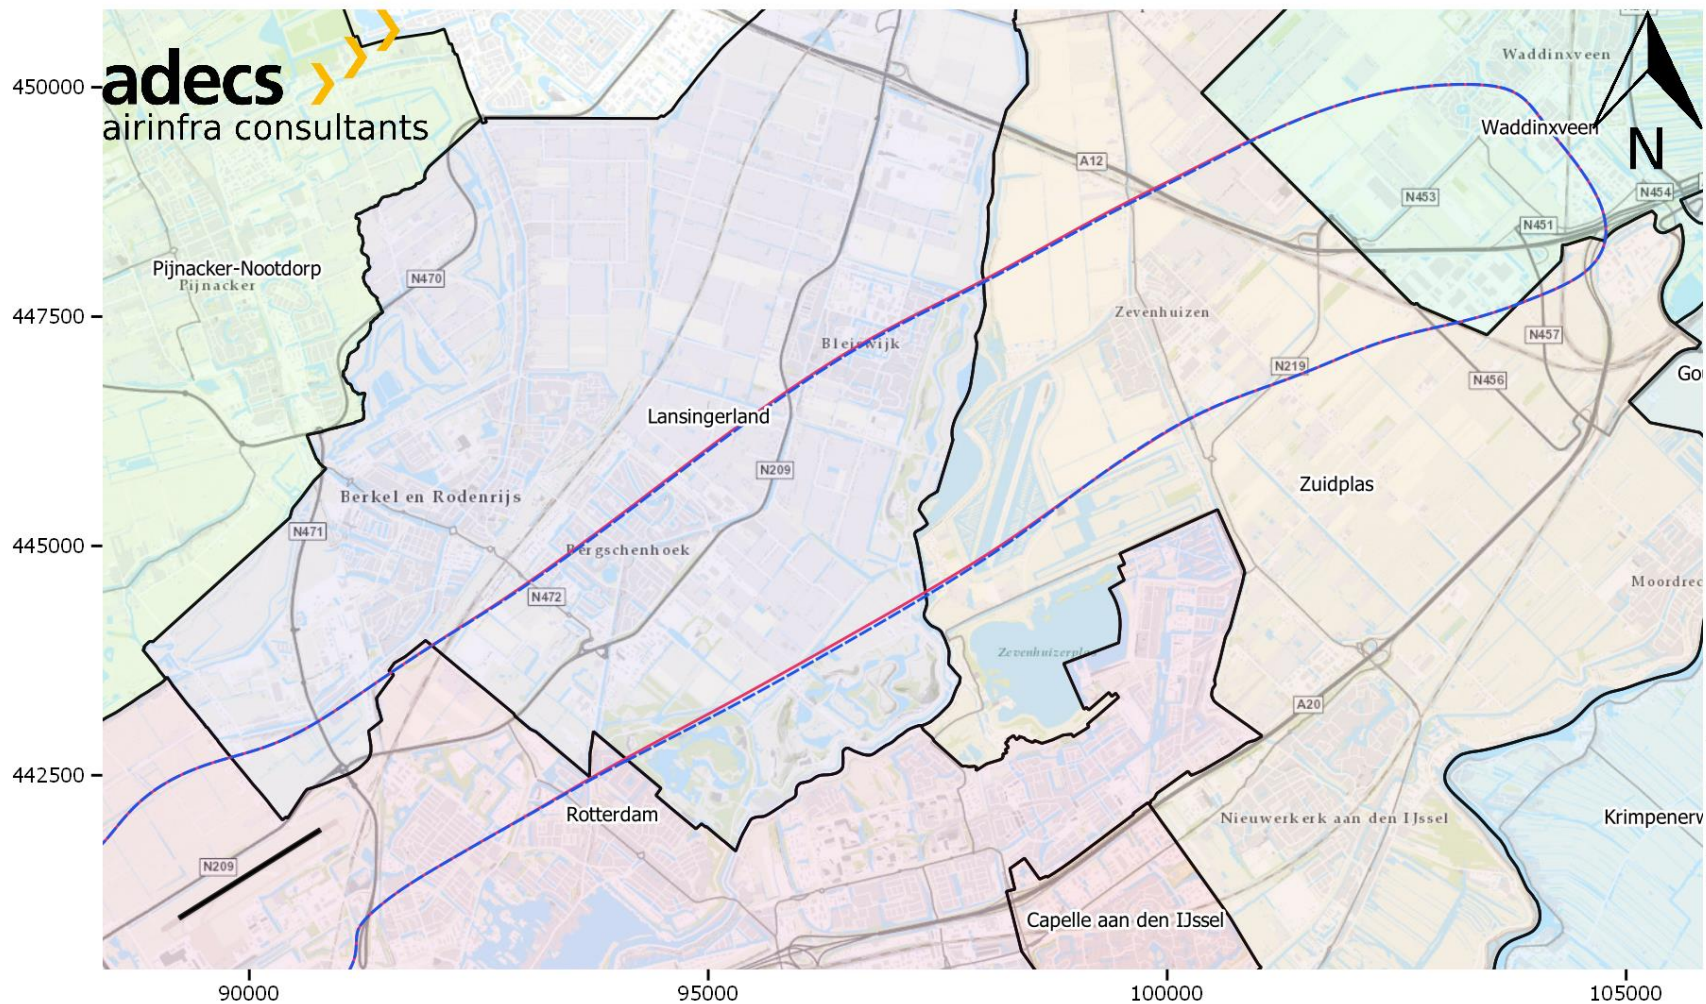 adecs
airinfra consultants
450000
447500
445000
442500
90000
95000
100000
105000
N
Waddinxveen
Waddinxveen
A12
N453
N454
N451
Pijnacker-Nootdorp
Pijnacker
N470
Zevenhuizen
Bleiswijk
N457
N219
N456
Gou
Lansingerland
N209
Zuidplas
Berkel en Rodenrijs
N471
Bergschenhoek
N472
Moordrec
Zevenhuizerplas
A20
Rotterdam
Nieuwerkerk aan den IJssel
Krimpenerw
N209
Capelle aan den IJssel